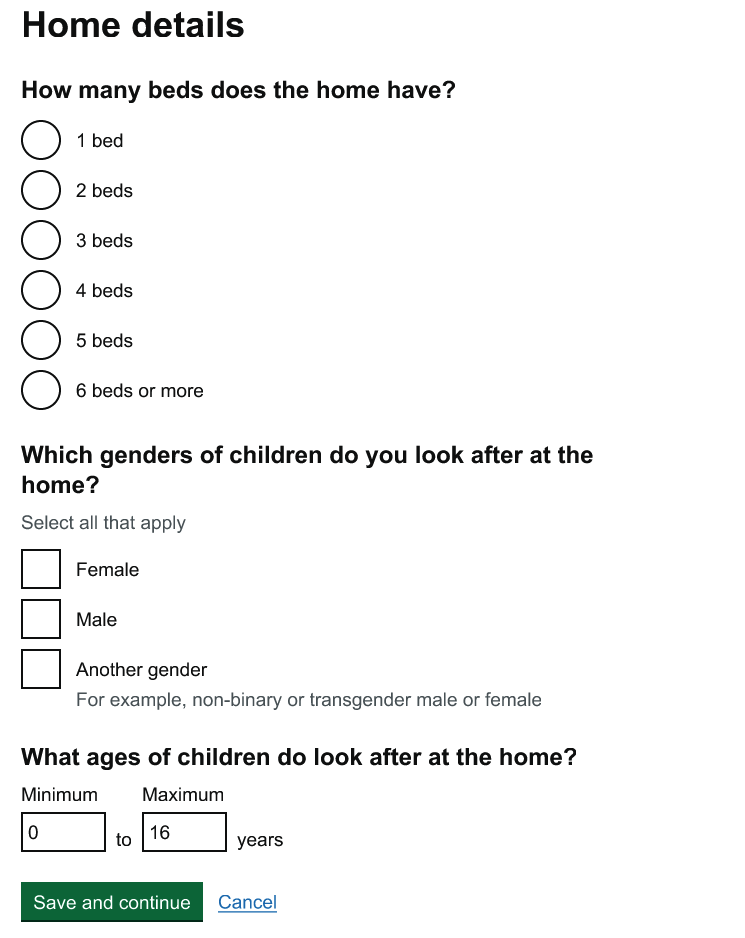 Home details
How many beds does the home have?
1 bed
2 beds
3 beds
4 beds
5 beds
6 beds or more
Which genders of children do you look after at the
home?
Select all that apply
Female
Male
Another gender
For example, non-binary or transgender male or female
What ages of children do look after at the home?
Minimum Maximum
0 to 16 years
Save and continue Cancel